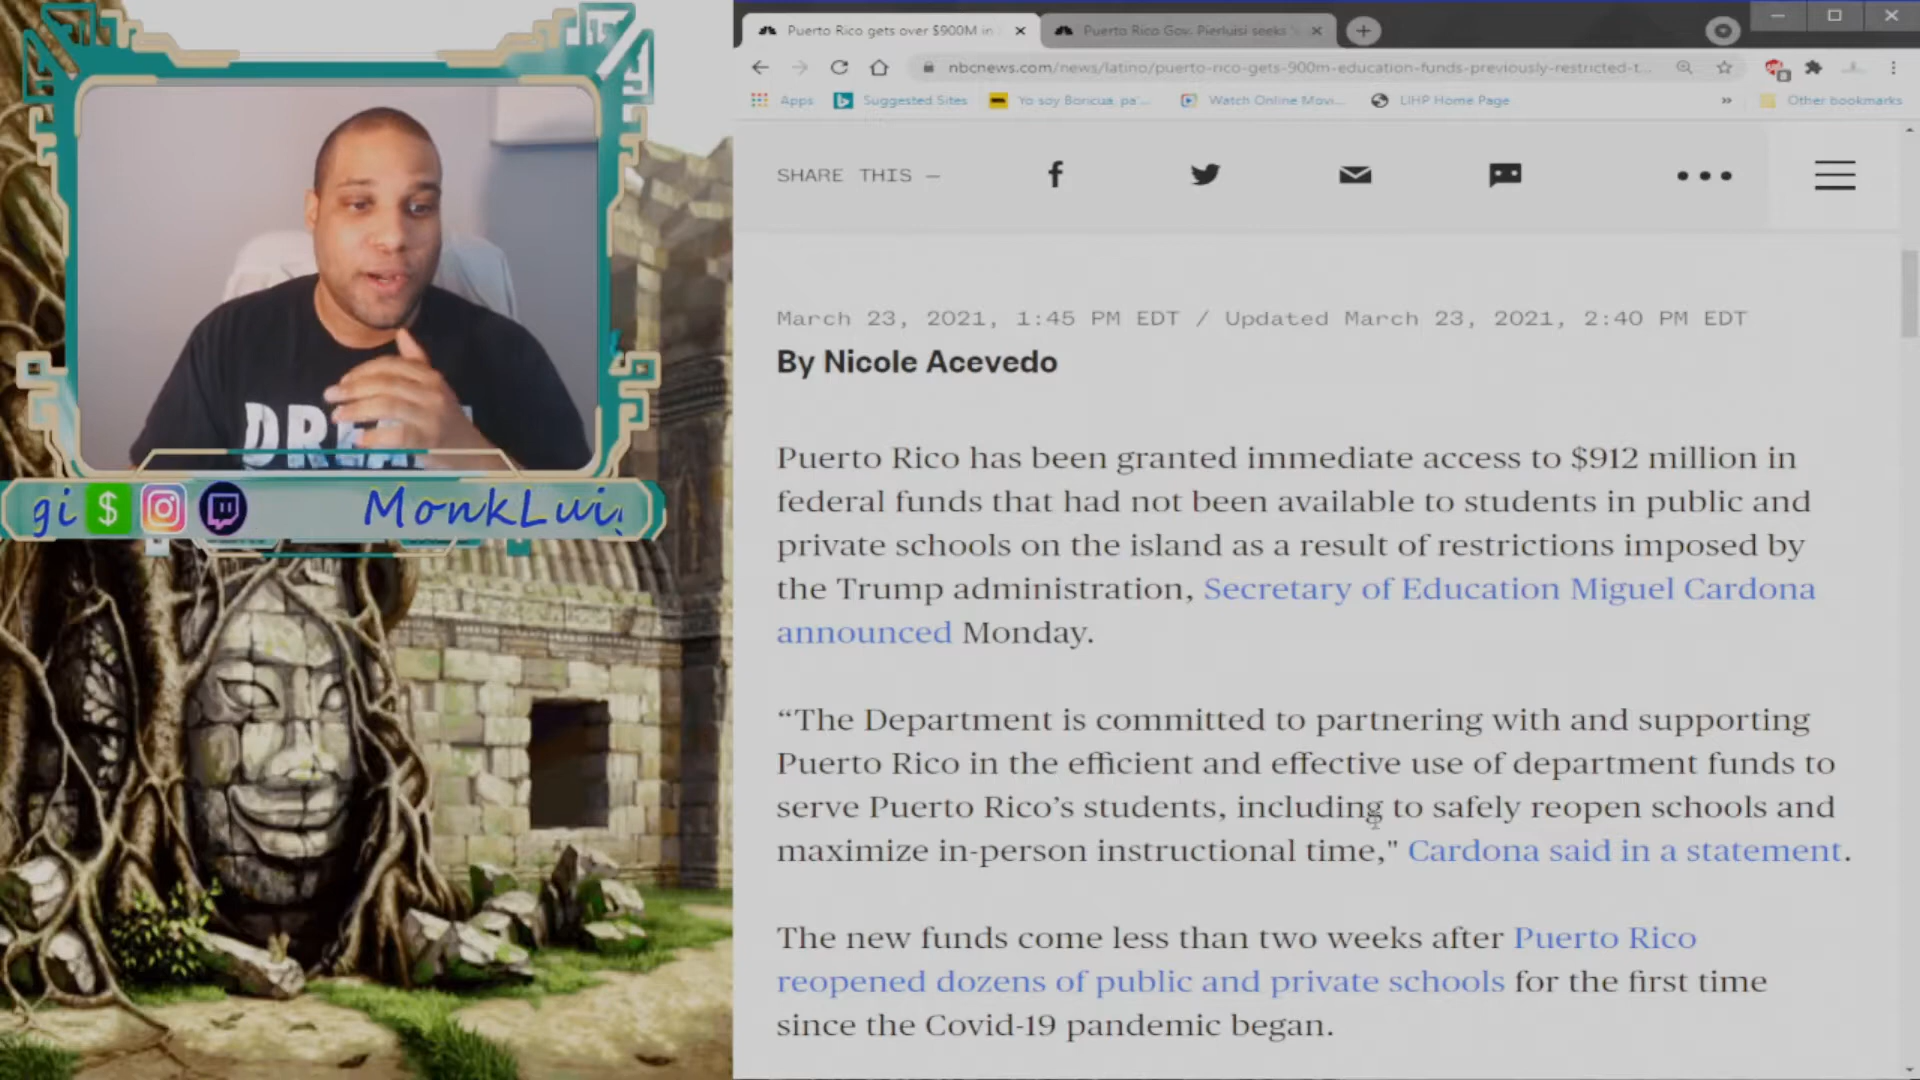 Puerto Rico gets over $900M in
Puerto Rico Gov. Pierluisi seeks
nbcnews.com/news/latino/puerto-rico-gets-900m-education-funds-previously-restricted-t...
Apps
Suggested Sites
Yo soy Boricua, pa'...
Watch Online Movi...
LIHP Home Page
Other bookmarks
SHARE THIS —
March 23, 2021, 1:45 PM EDT / Updated March 23, 2021, 2:40 PM EDT
By Nicole Acevedo
Puerto Rico has been granted immediate access to $912 million in
federal funds that had not been available to students in public and
private schools on the island as a result of restrictions imposed by
the Trump administration, Secretary of Education Miguel Cardona
announced Monday.
“The Department is committed to partnering with and supporting
Puerto Rico in the efficient and effective use of department funds to
serve Puerto Rico’s students, including to safely reopen schools and
maximize in-person instructional time," Cardona said in a statement.
The new funds come less than two weeks after Puerto Rico
reopened dozens of public and private schools for the first time
since the Covid-19 pandemic began.
gi $ MonkLui